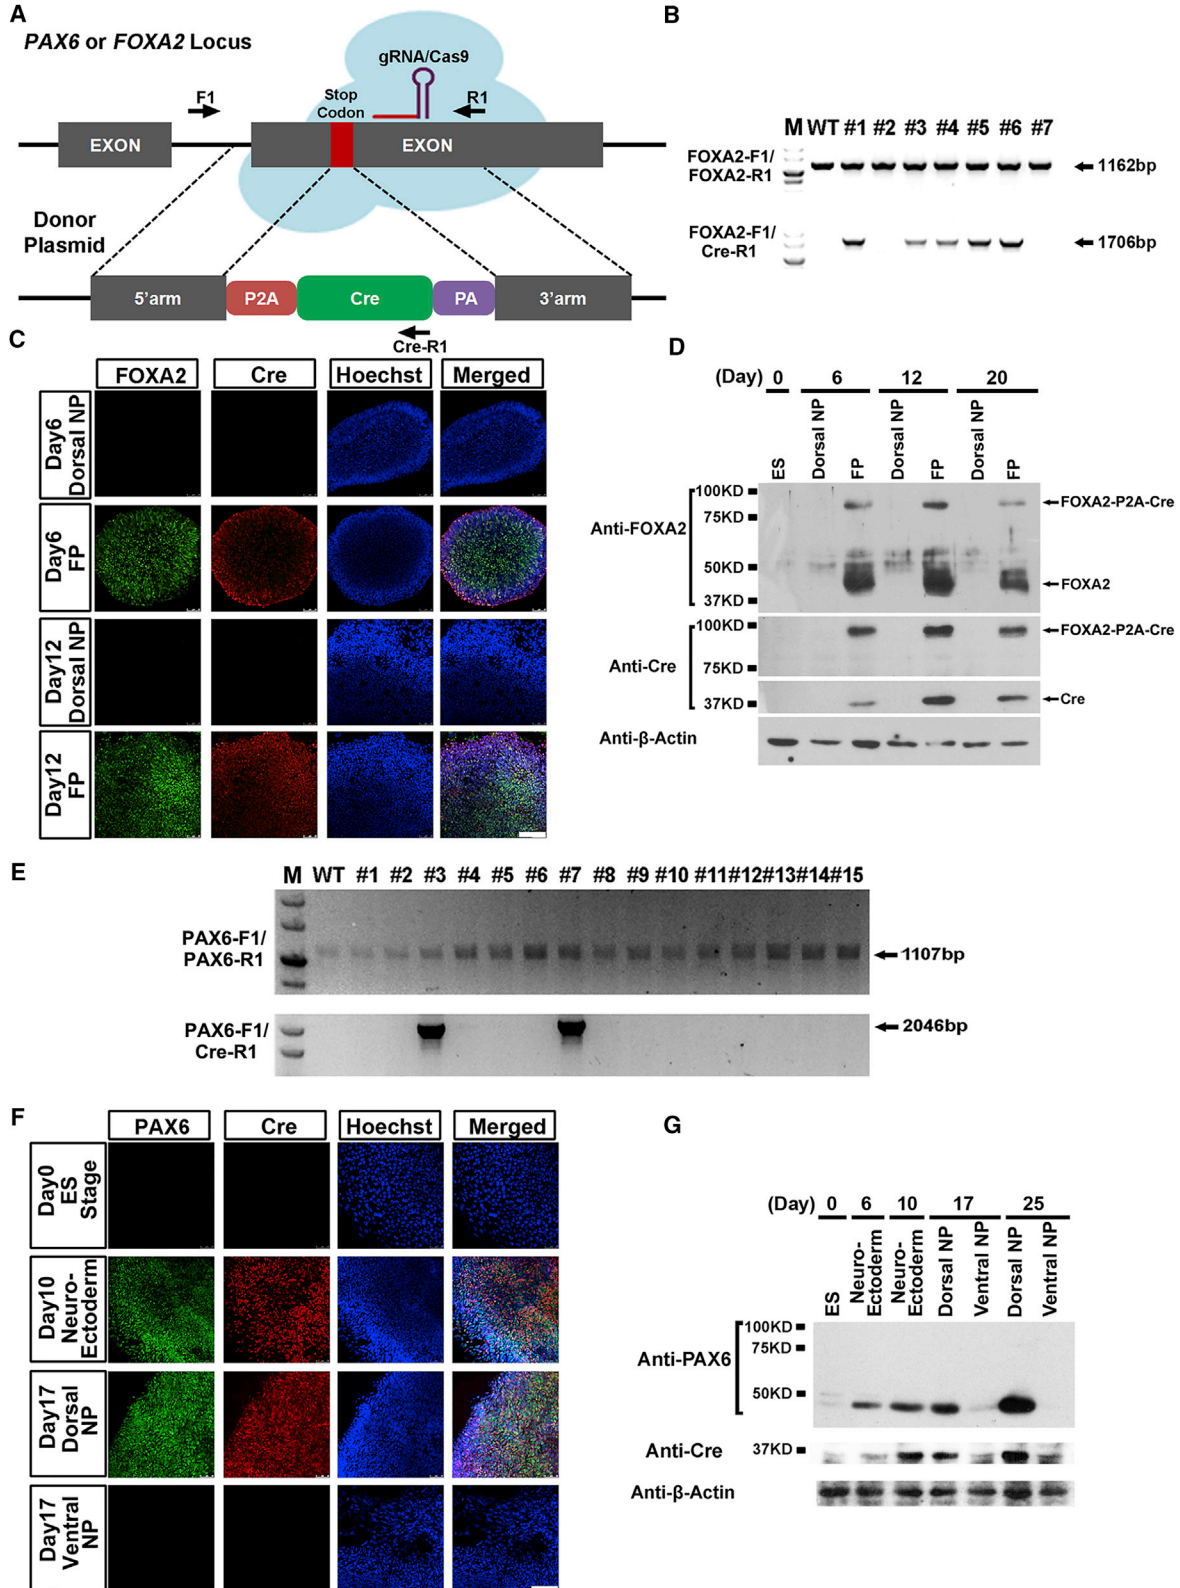 A
PAX6 or FOXA2 Locus
gRNA/Cas9
F1
Stop
Codon
R1
EXON
EXON
Donor
Plasmid
5'arm
P2A
Cre
PA
3'arm
Cre-R1
B
M WT #1 #2 #3 #4 #5 #6 #7
FOXA2-F1/
FOXA2-R1
1162bp
FOXA2-F1/
Cre-R1
1706bp
C
FOXA2 Cre Hoechst Merged
Day6
Dorsal NP
Day6
FP
Day12
Dorsal NP
Day12
FP
D
(Day) 0 6 12 20
ES
Dorsal NP
FP
Dorsal NP
FP
Dorsal NP
FP
Anti-FOXA2
100KD
75KD
50KD
37KD
FOXA2-P2A-Cre
FOXA2
Anti-Cre
100KD
75KD
37KD
FOXA2-P2A-Cre
Cre
Anti-β-Actin
E
M WT #1 #2 #3 #4 #5 #6 #7 #8 #9 #10 #11 #12 #13 #14 #15
PAX6-F1/
PAX6-R1
1107bp
PAX6-F1/
Cre-R1
2046bp
F
PAX6 Cre Hoechst Merged
Day0
ES
Stage
Day10
Neuro-
Ectoderm
Day17
Dorsal
NP
Day17
Ventral
NP
G
(Day) 0 6 10 17 25
ES
Neuro-
Ectoderm
Neuro-
Ectoderm
Dorsal NP
Ventral NP
Dorsal NP
Ventral NP
Anti-PAX6
100KD
75KD
50KD
Anti-Cre
37KD
Anti-β-Actin